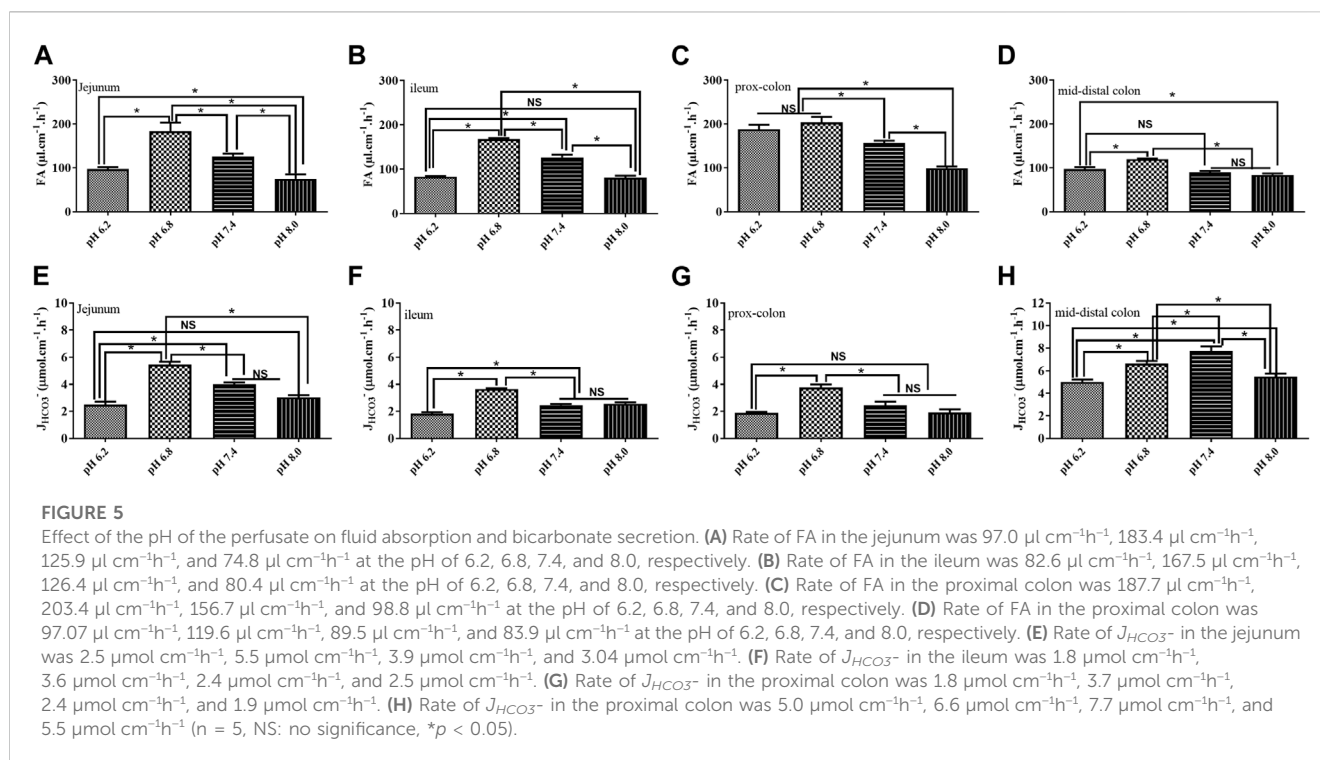 A
Jejunum
FA (µl.cm⁻¹.h⁻¹)
300
200
100
0
* * * * *
pH 6.2 pH 6.8 pH 7.4 pH 8.0
B
ileum
FA (µl.cm⁻¹.h⁻¹)
300
200
100
0
* NS * * * *
pH 6.2 pH 6.8 pH 7.4 pH 8.0
C
prox-colon
FA (µl.cm⁻¹.h⁻¹)
300
200
100
0
* NS * *
pH 6.2 pH 6.8 pH 7.4 pH 8.0
D
mid-distal colon
FA (µl.cm⁻¹.h⁻¹)
300
200
100
0
* NS * * NS
pH 6.2 pH 6.8 pH 7.4 pH 8.0
E
Jejunum
JHCO3⁻ (µmol.cm⁻¹.h⁻¹)
10
8
6
4
2
0
* NS * * * NS
pH 6.2 pH 6.8 pH 7.4 pH 8.0
F
ileum
JHCO3⁻ (µmol.cm⁻¹.h⁻¹)
10
8
6
4
2
0
* * * NS
pH 6.2 pH 6.8 pH 7.4 pH 8.0
G
prox-colon
JHCO3⁻ (µmol.cm⁻¹.h⁻¹)
10
8
6
4
2
0
NS * * NS
pH 6.2 pH 6.8 pH 7.4 pH 8.0
H
mid-distal colon
JHCO3⁻ (µmol.cm⁻¹.h⁻¹)
12
10
8
6
4
2
0
* * * * * *
pH 6.2 pH 6.8 pH 7.4 pH 8.0
FIGURE 5
Effect of the pH of the perfusate on fluid absorption and bicarbonate secretion. (A) Rate of FA in the jejunum was 97.0 µl cm⁻¹h⁻¹, 183.4 µl cm⁻¹h⁻¹,
125.9 µl cm⁻¹h⁻¹, and 74.8 µl cm⁻¹h⁻¹ at the pH of 6.2, 6.8, 7.4, and 8.0, respectively. (B) Rate of FA in the ileum was 82.6 µl cm⁻¹h⁻¹, 167.5 µl cm⁻¹h⁻¹,
126.4 µl cm⁻¹h⁻¹, and 80.4 µl cm⁻¹h⁻¹ at the pH of 6.2, 6.8, 7.4, and 8.0, respectively. (C) Rate of FA in the proximal colon was 187.7 µl cm⁻¹h⁻¹,
203.4 µl cm⁻¹h⁻¹, 156.7 µl cm⁻¹h⁻¹, and 98.8 µl cm⁻¹h⁻¹ at the pH of 6.2, 6.8, 7.4, and 8.0, respectively. (D) Rate of FA in the proximal colon was
97.07 µl cm⁻¹h⁻¹, 119.6 µl cm⁻¹h⁻¹, 89.5 µl cm⁻¹h⁻¹, and 83.9 µl cm⁻¹h⁻¹ at the pH of 6.2, 6.8, 7.4, and 8.0, respectively. (E) Rate of JHCO3- in the jejunum
was 2.5 µmol cm⁻¹h⁻¹, 5.5 µmol cm⁻¹h⁻¹, 3.9 µmol cm⁻¹h⁻¹, and 3.04 µmol cm⁻¹h⁻¹. (F) Rate of JHCO3- in the ileum was 1.8 µmol cm⁻¹h⁻¹,
3.6 µmol cm⁻¹h⁻¹, 2.4 µmol cm⁻¹h⁻¹, and 2.5 µmol cm⁻¹h⁻¹. (G) Rate of JHCO3- in the proximal colon was 1.8 µmol cm⁻¹h⁻¹, 3.7 µmol cm⁻¹h⁻¹,
2.4 µmol cm⁻¹h⁻¹, and 1.9 µmol cm⁻¹h⁻¹. (H) Rate of JHCO3- in the proximal colon was 5.0 µmol cm⁻¹h⁻¹, 6.6 µmol cm⁻¹h⁻¹, 7.7 µmol cm⁻¹h⁻¹, and
5.5 µmol cm⁻¹h⁻¹ (n = 5, NS: no significance, *p < 0.05).